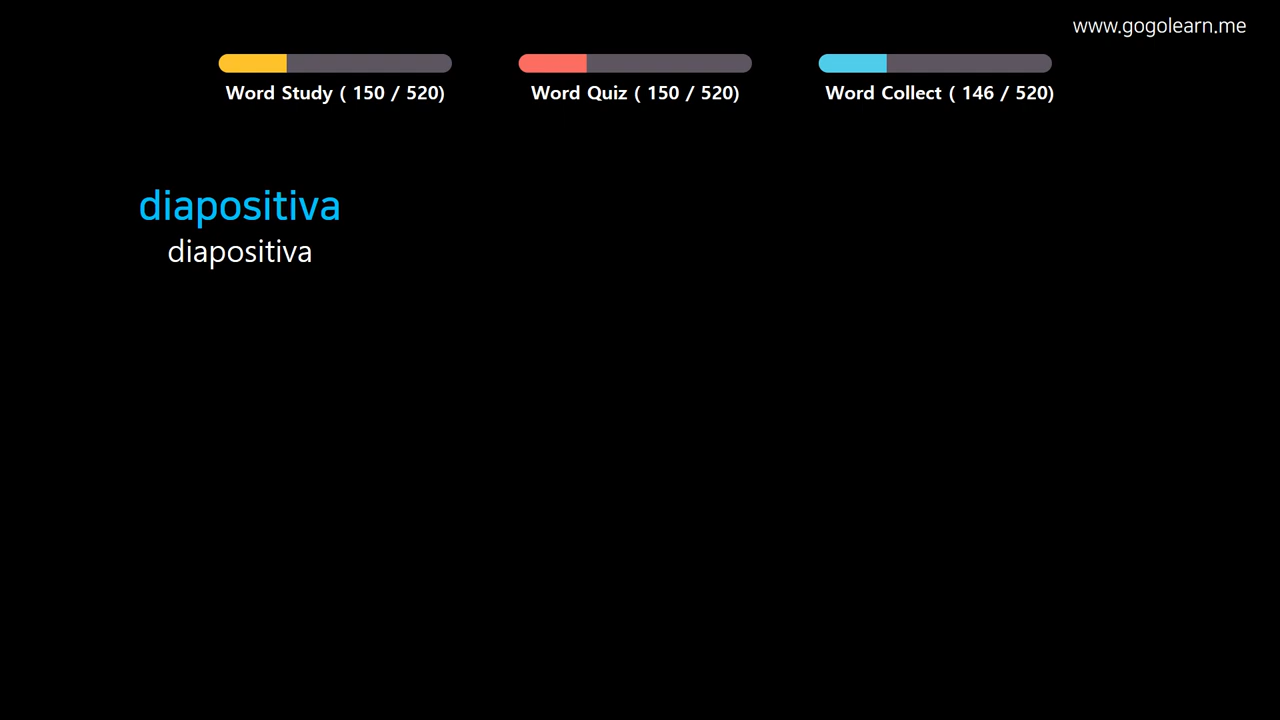 www.gogolearn.me
Word Study ( 150 / 520)
Word Quiz ( 150 / 520)
Word Collect ( 146 / 520)
diapositiva
diapositiva